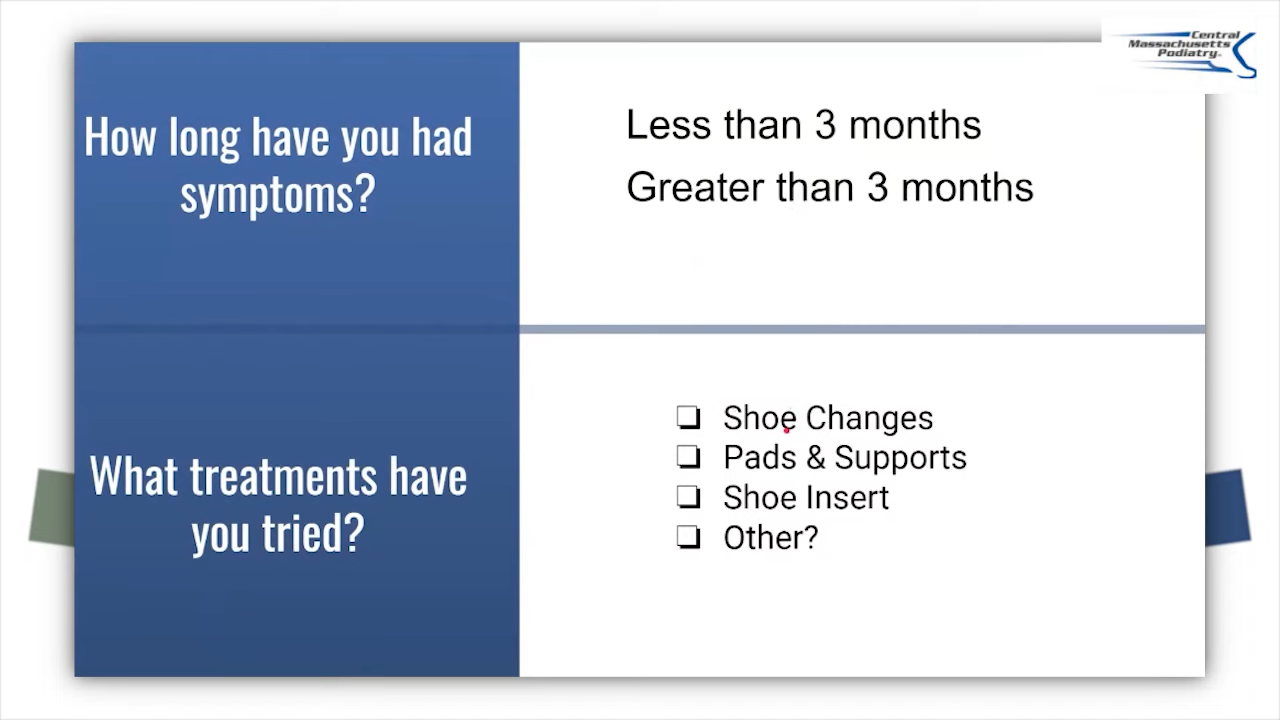 Central
Massachusetts
Podiatry
How long have you had
symptoms?
Less than 3 months
Greater than 3 months
What treatments have
you tried?
❏ Shoe Changes
❏ Pads & Supports
❏ Shoe Insert
❏ Other?